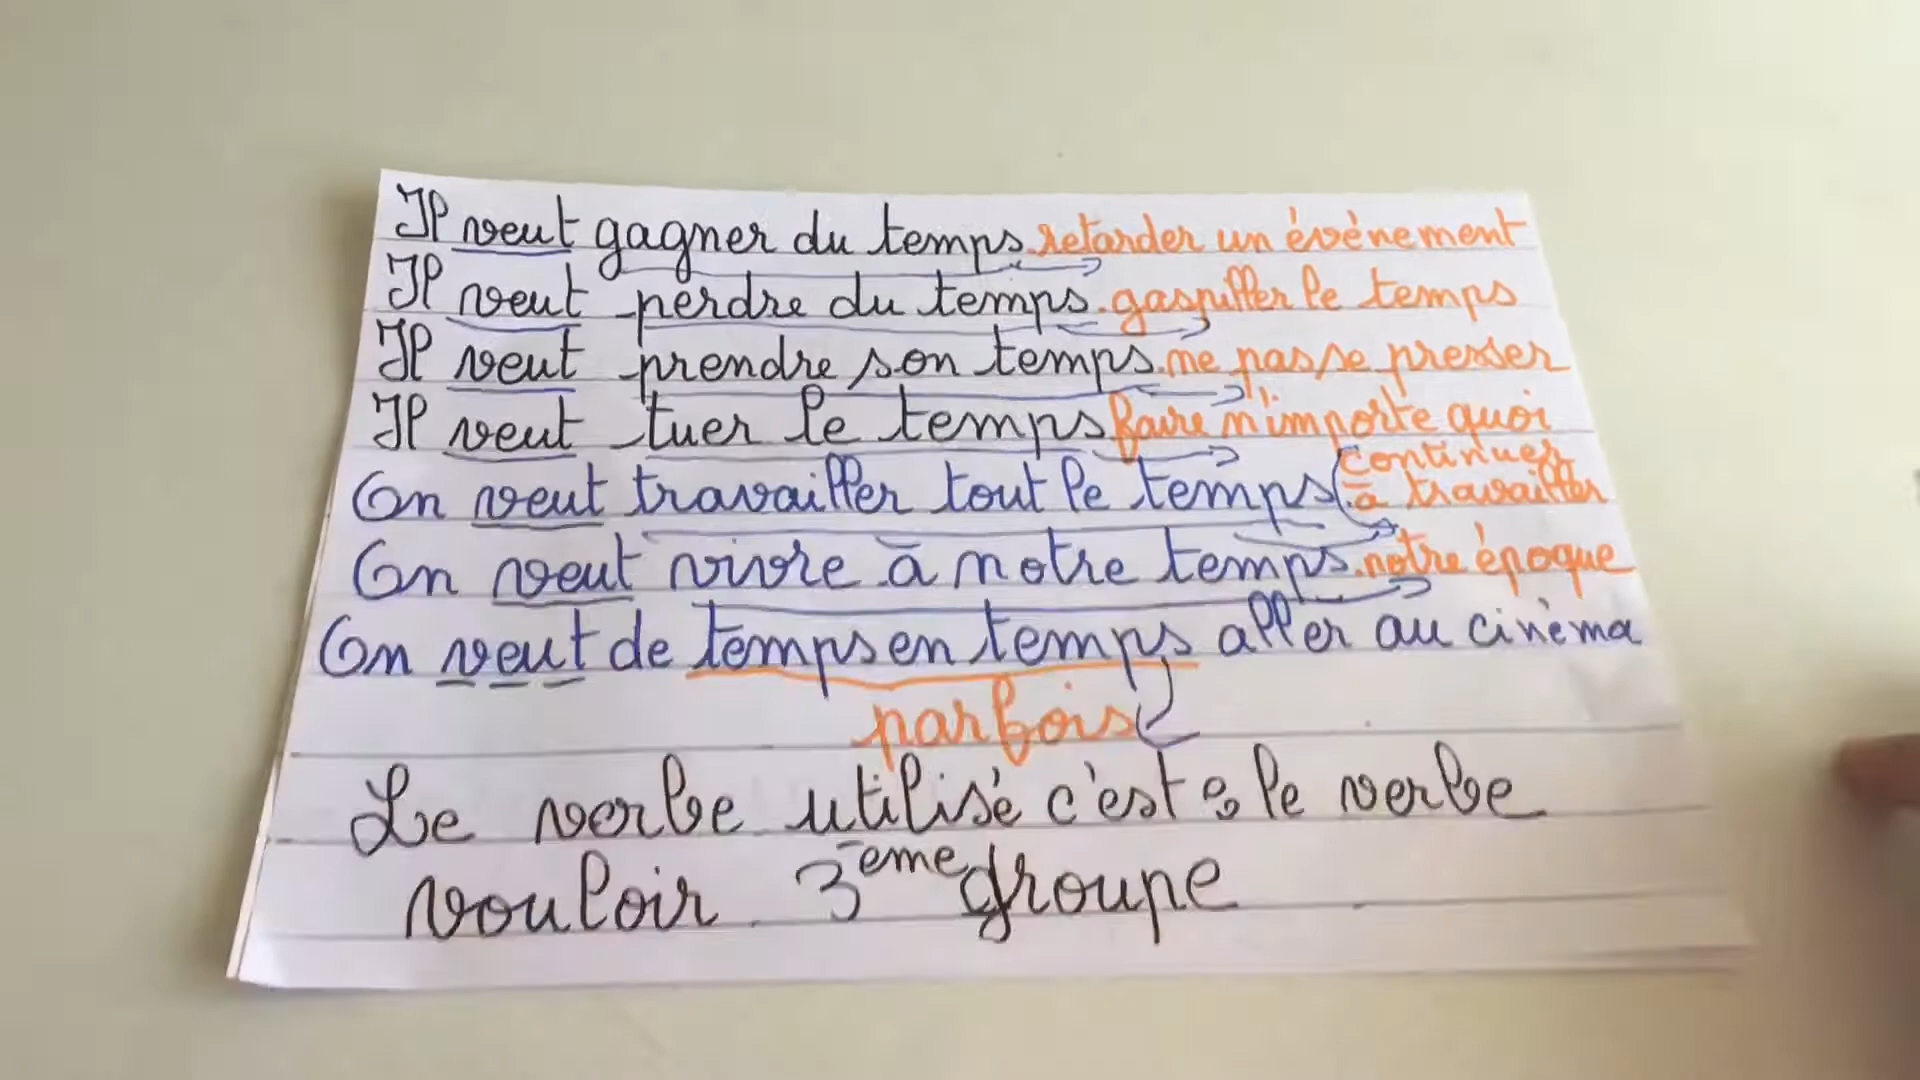 Il veut gagner du temps. retarder un évènement
Il veut perdre du temps. gaspiller le temps
Il veut prendre son temps. ne pas se presser
Il veut tuer le temps faire n'importe quoi
On veut travailler tout le temps (continuer à travailler
On veut vivre à notre temps. notre époque
On veut de temps en temps aller au cinéma
parfois
Le verbe utilisé c'est : le verbe
vouloir 3ème groupe